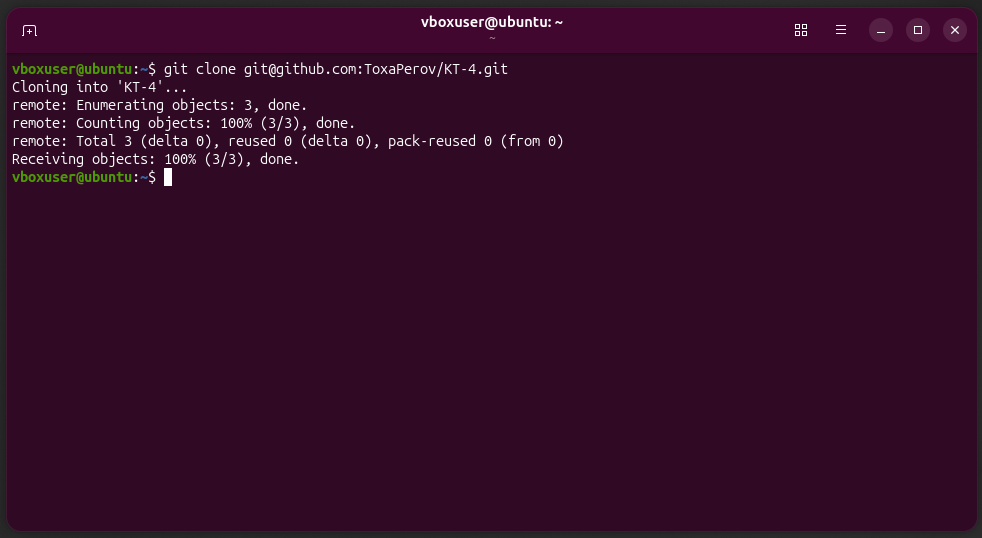 vboxuser@ubuntu: ~
~
vboxuser@ubuntu:~$ git clone git@github.com:ToxaPerov/KT-4.git
Cloning into 'KT-4'...
remote: Enumerating objects: 3, done.
remote: Counting objects: 100% (3/3), done.
remote: Total 3 (delta 0), reused 0 (delta 0), pack-reused 0 (from 0)
Receiving objects: 100% (3/3), done.
vboxuser@ubuntu:~$